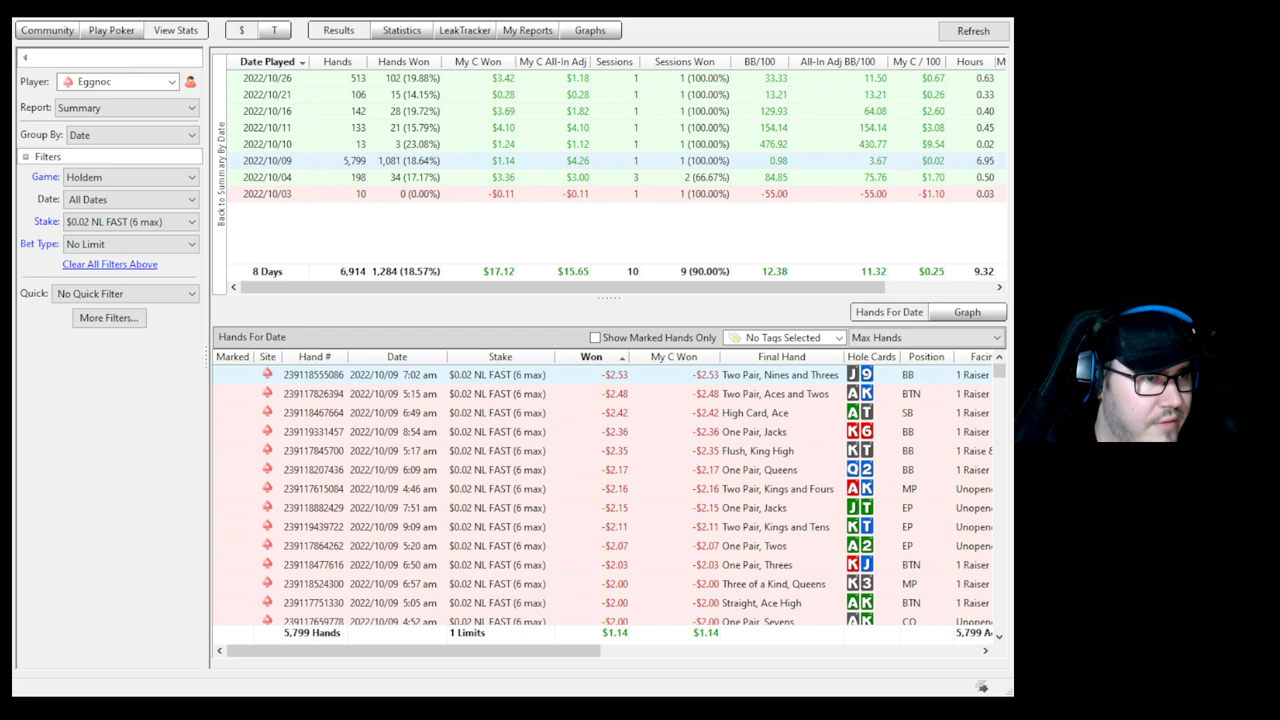 Community Play Poker View Stats $ T Results Statistics LeakTracker My Reports Graphs Refresh
Player: Eggnoc
Report: Summary
Group By: Date
Filters
Game: Holdem
Date: All Dates
Stake: $0.02 NL FAST (6 max)
Bet Type: No Limit
Clear All Filters Above
Quick: No Quick Filter
More Filters...
Back to Summary By Date
Date Played Hands Hands Won My C Won My C All-In Adj Sessions Sessions Won BB/100 All-In Adj BB/100 My C / 100 Hours M
2022/10/26 513 102 (19.88%) $3.42 $1.18 1 1 (100.00%) 33.33 11.50 $0.67 0.63
2022/10/21 106 15 (14.15%) $0.28 $0.28 1 1 (100.00%) 13.21 13.21 $0.26 0.33
2022/10/16 142 28 (19.72%) $3.69 $1.82 1 1 (100.00%) 129.93 64.08 $2.60 0.40
2022/10/11 133 21 (15.79%) $4.10 $4.10 1 1 (100.00%) 154.14 154.14 $3.08 0.45
2022/10/10 13 3 (23.08%) $1.24 $1.12 1 1 (100.00%) 476.92 430.77 $9.54 0.02
2022/10/09 5,799 1,081 (18.64%) $1.14 $4.26 1 1 (100.00%) 0.98 3.67 $0.02 6.95
2022/10/04 198 34 (17.17%) $3.36 $3.00 3 2 (66.67%) 84.85 75.76 $1.70 0.50
2022/10/03 10 0 (0.00%) -$0.11 -$0.11 1 1 (100.00%) -55.00 -55.00 -$1.10 0.03
8 Days 6,914 1,284 (18.57%) $17.12 $15.65 10 9 (90.00%) 12.38 11.32 $0.25 9.32
Hands For Date Graph
Hands For Date Show Marked Hands Only No Tags Selected Max Hands
Marked Site Hand # Date Stake Won My C Won Final Hand Hole Cards Position Facin
239118555086 2022/10/09 7:02 am $0.02 NL FAST (6 max) -$2.53 -$2.53 Two Pair, Nines and Threes J 9 BB 1 Raiser
239117826394 2022/10/09 5:15 am $0.02 NL FAST (6 max) -$2.48 -$2.48 Two Pair, Aces and Twos A K BTN 1 Raiser
239118467664 2022/10/09 6:49 am $0.02 NL FAST (6 max) -$2.42 -$2.42 High Card, Ace A T SB 1 Raiser
239119331457 2022/10/09 8:54 am $0.02 NL FAST (6 max) -$2.36 -$2.36 One Pair, Jacks K 6 BB 1 Raiser
239117845700 2022/10/09 5:17 am $0.02 NL FAST (6 max) -$2.35 -$2.35 Flush, King High K T BB 1 Raise &
239118207436 2022/10/09 6:09 am $0.02 NL FAST (6 max) -$2.17 -$2.17 One Pair, Queens Q 2 BB 1 Raiser
239117615084 2022/10/09 4:46 am $0.02 NL FAST (6 max) -$2.16 -$2.16 Two Pair, Kings and Fours A K MP Unopen
239118882429 2022/10/09 7:51 am $0.02 NL FAST (6 max) -$2.15 -$2.15 One Pair, Jacks J T EP Unopen
239119439722 2022/10/09 9:09 am $0.02 NL FAST (6 max) -$2.11 -$2.11 Two Pair, Kings and Tens K T EP Unopen
239117864262 2022/10/09 5:20 am $0.02 NL FAST (6 max) -$2.07 -$2.07 One Pair, Twos A 2 EP Unopen
239118477616 2022/10/09 6:50 am $0.02 NL FAST (6 max) -$2.03 -$2.03 One Pair, Threes K J BTN 1 Raiser
239118524300 2022/10/09 6:57 am $0.02 NL FAST (6 max) -$2.00 -$2.00 Three of a Kind, Queens K 3 MP 1 Raiser
239117751330 2022/10/09 5:05 am $0.02 NL FAST (6 max) -$2.00 -$2.00 Straight, Ace High A K BTN 1 Raiser
239117659778 2022/10/09 4:52 am $0.02 NL FAST (6 max) -$2.00 -$2.00 One Pair, Sevens A K CO 1 Raiser
5,799 Hands 1 Limits $1.14 $1.14 5,799 A